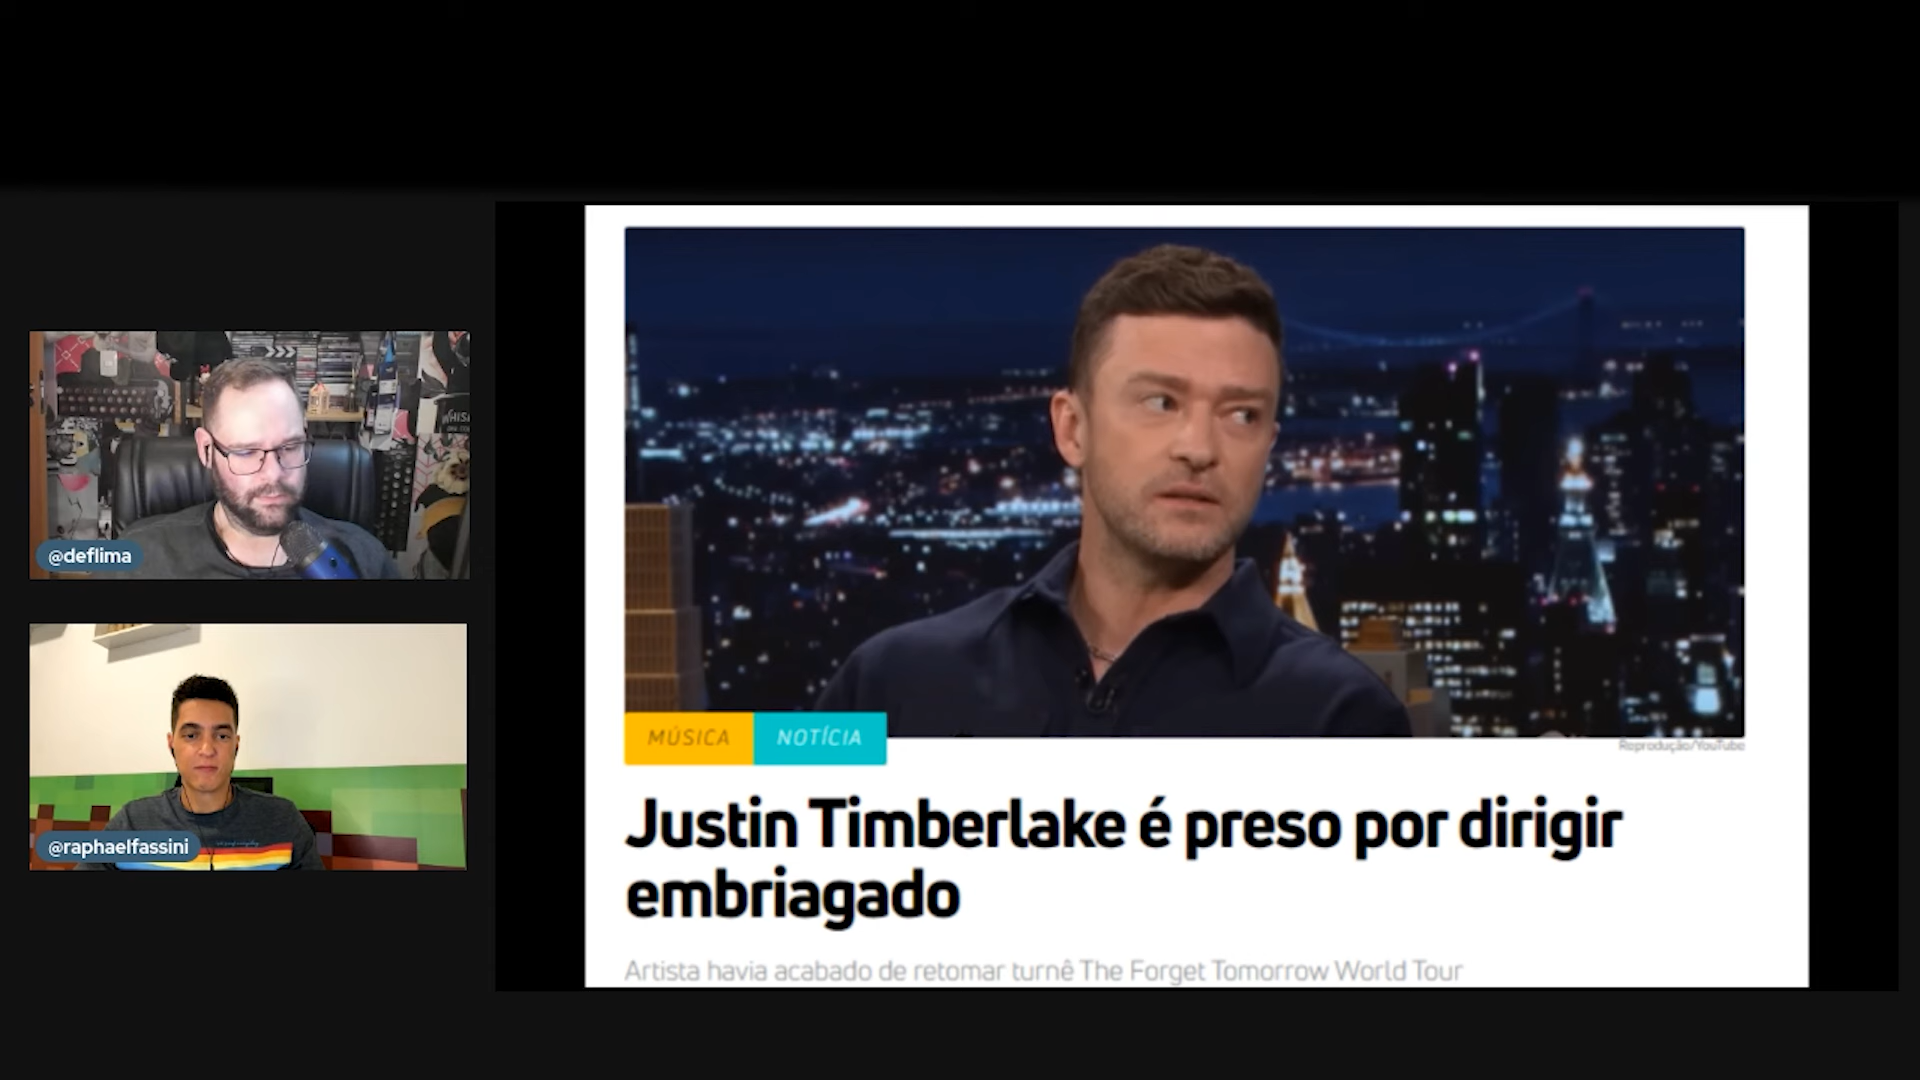 @deflima
@raphaelfassini
MÚSICA
NOTÍCIA
Reprodução/YouTube
Justin Timberlake é preso por dirigir
embriagado
Artista havia acabado de retomar turnê The Forget Tomorrow World Tour